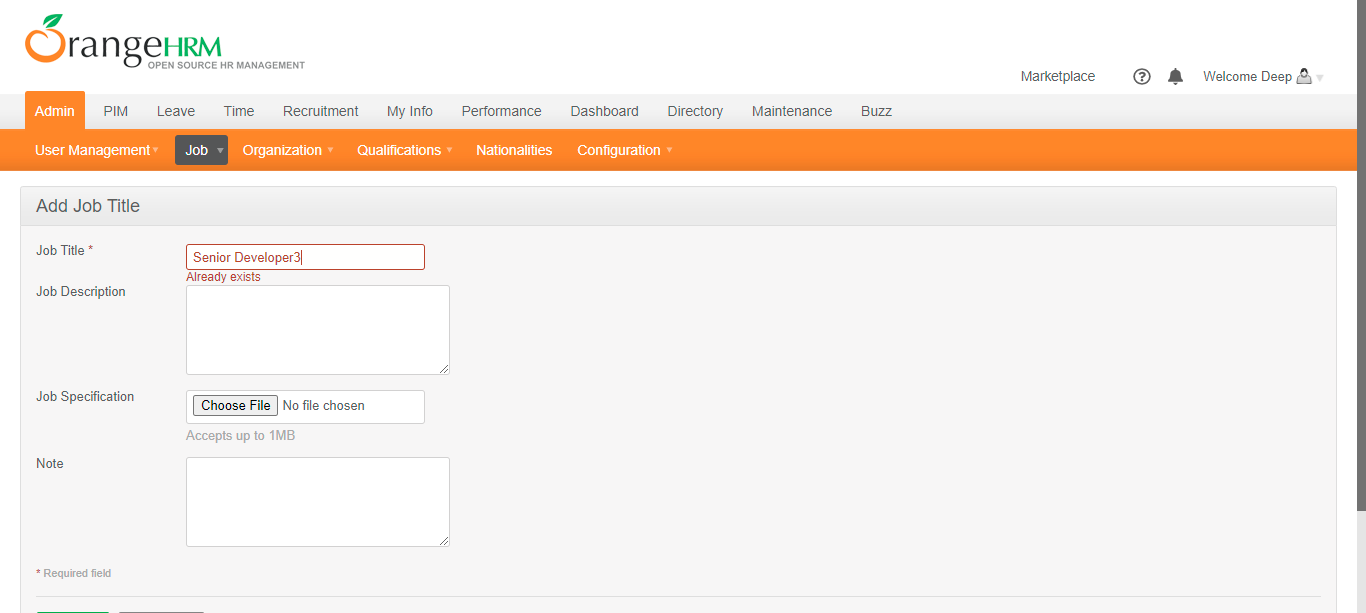 OrangeHRM
OPEN SOURCE HR MANAGEMENT
Marketplace ? Welcome Deep
Admin PIM Leave Time Recruitment My Info Performance Dashboard Directory Maintenance Buzz
User Management Job Organization Qualifications Nationalities Configuration
Add Job Title
Job Title * Senior Developer3
Already exists
Job Description
Job Specification Choose File No file chosen
Accepts up to 1MB
Note
* Required field